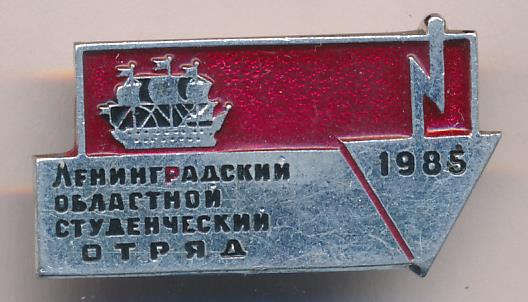 ЛЕНИНГРАДСКИЙ
ОБЛАСТНОЙ
СТУДЕНЧЕСКИЙ
ОТРЯД
1985